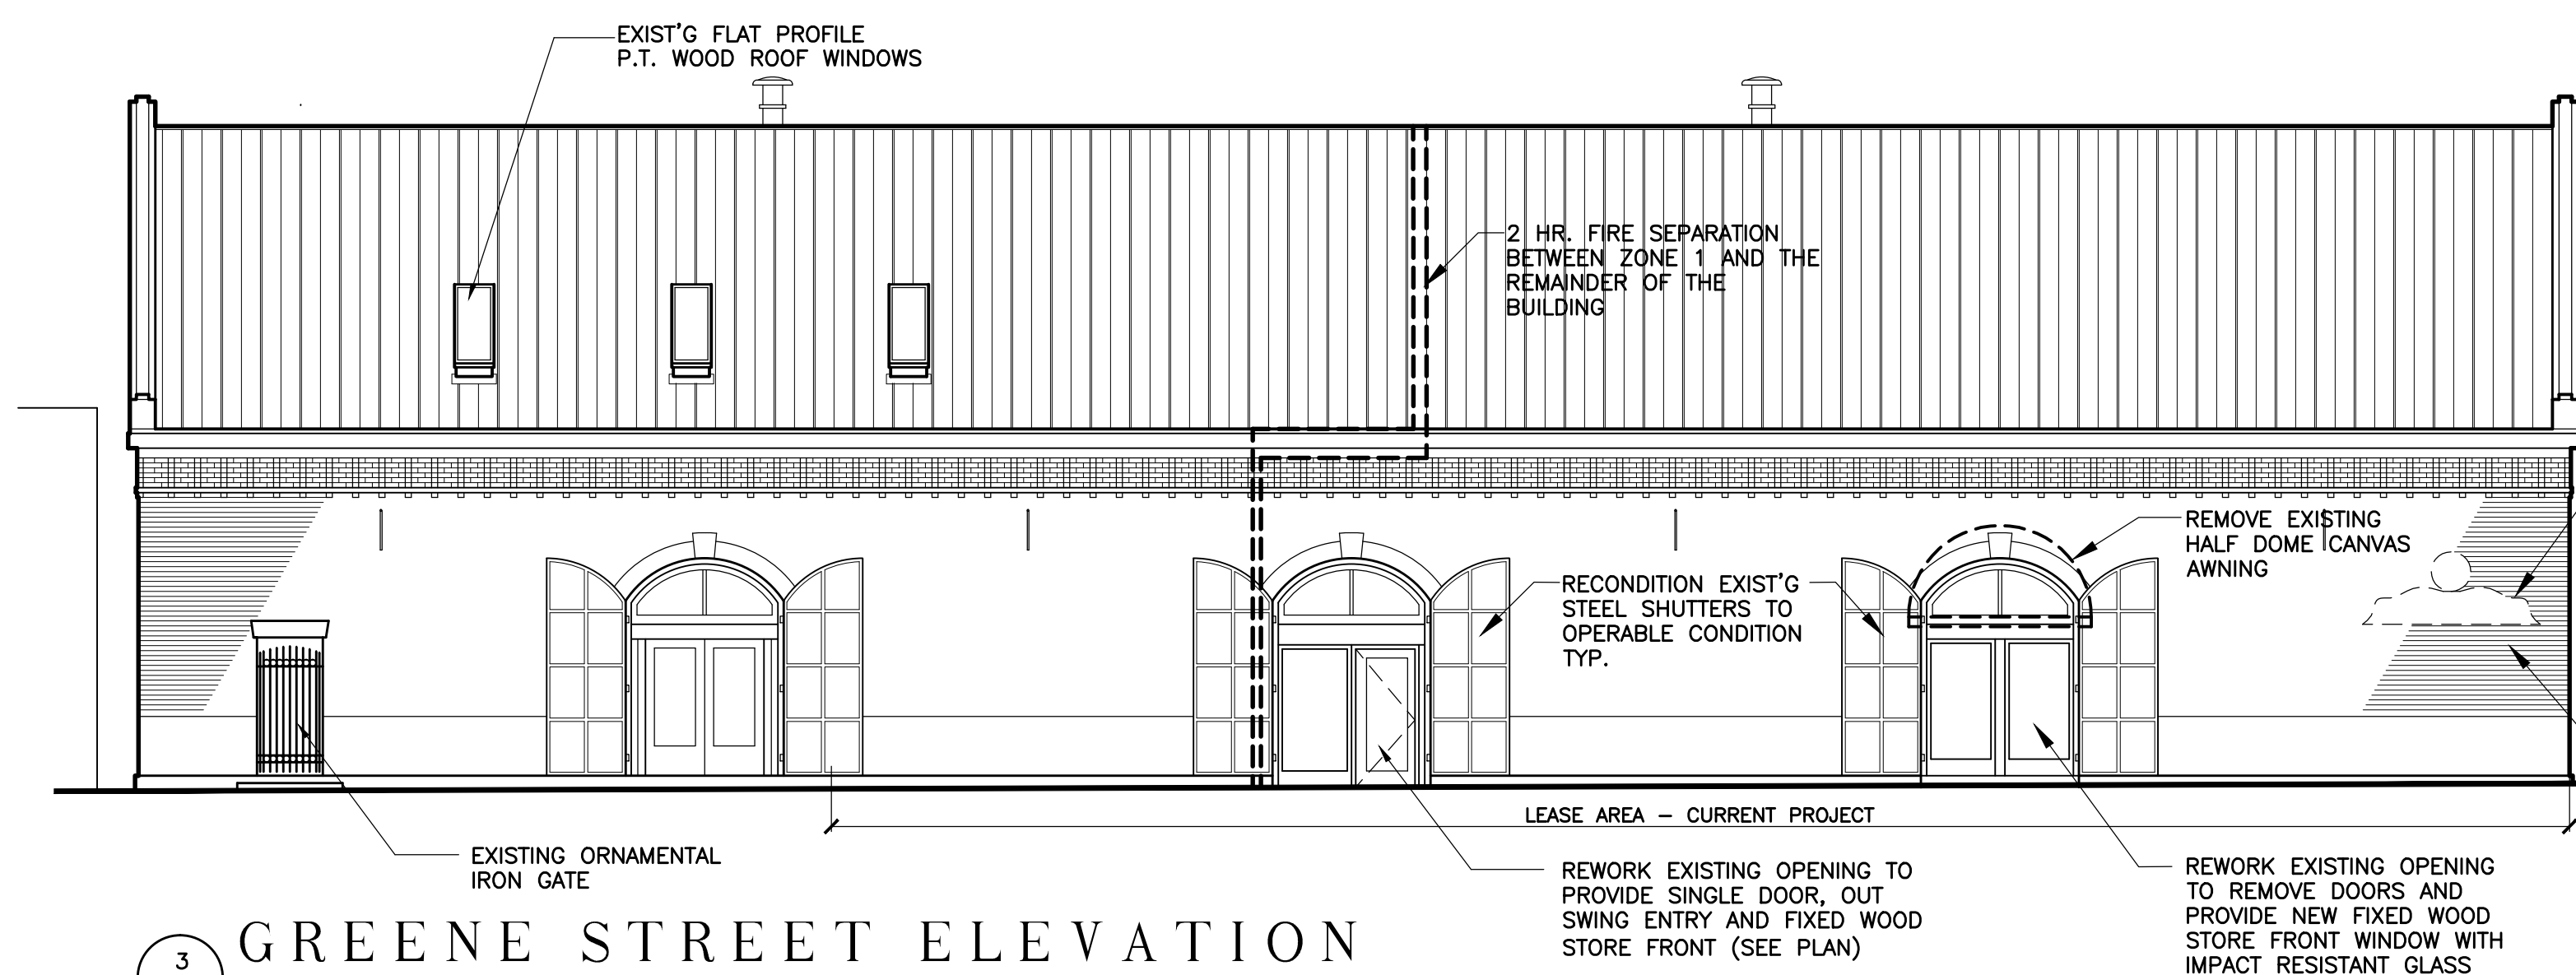 EXIST'G FLAT PROFILE
P.T. WOOD ROOF WINDOWS
2 HR. FIRE SEPARATION
BETWEEN ZONE 1 AND THE
REMAINDER OF THE
BUILDING
REMOVE EXISTING
HALF DOME CANVAS
AWNING
RECONDITION EXIST'G
STEEL SHUTTERS TO
OPERABLE CONDITION
TYP.
LEASE AREA – CURRENT PROJECT
EXISTING ORNAMENTAL
IRON GATE
REWORK EXISTING OPENING TO
PROVIDE SINGLE DOOR, OUT
SWING ENTRY AND FIXED WOOD
STORE FRONT (SEE PLAN)
REWORK EXISTING OPENING
TO REMOVE DOORS AND
PROVIDE NEW FIXED WOOD
STORE FRONT WINDOW WITH
IMPACT RESISTANT GLASS
3
GREENE STREET ELEVATION